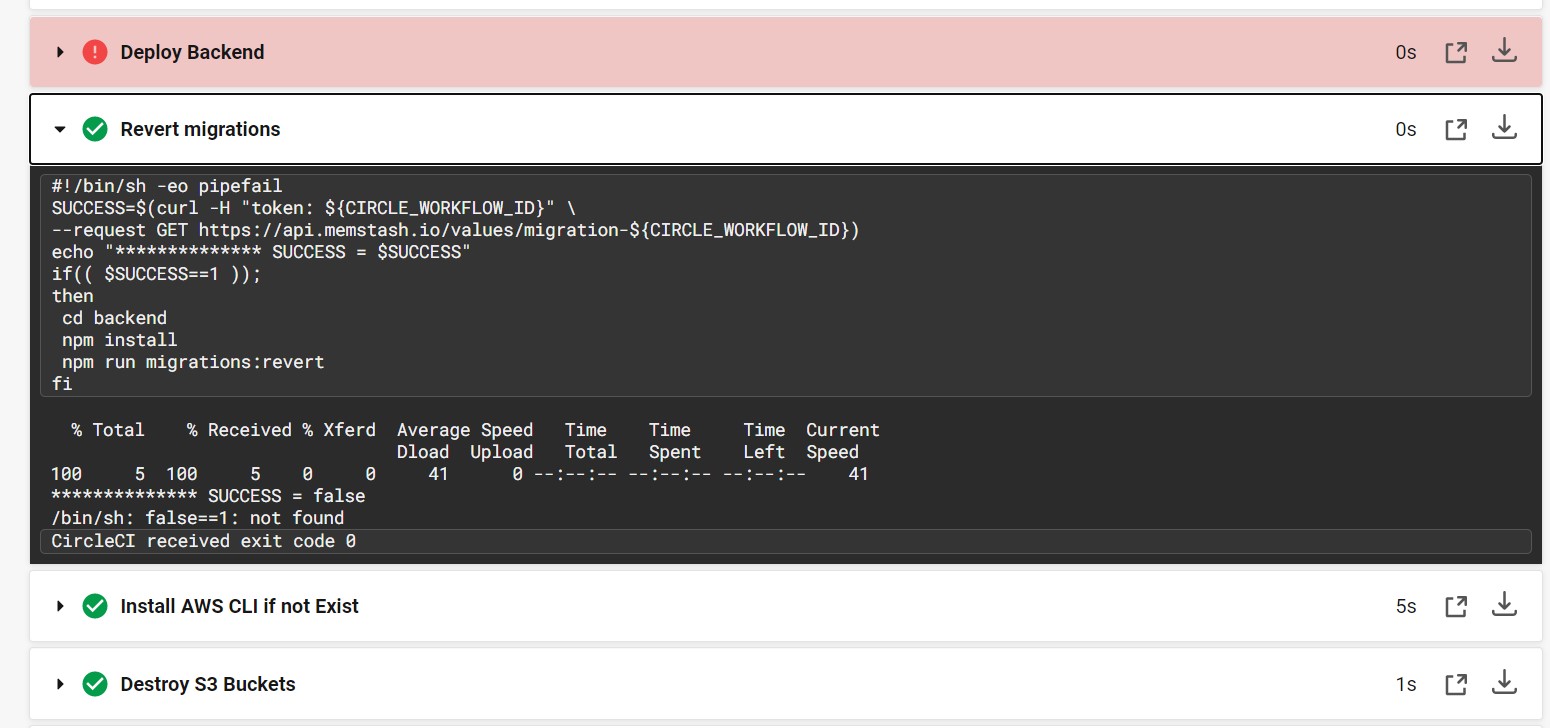 Deploy Backend 0s
Revert migrations 0s
#!/bin/sh -eo pipefail
SUCCESS=$(curl -H "token: ${CIRCLE_WORKFLOW_ID}" \
--request GET https://api.memstash.io/values/migration-${CIRCLE_WORKFLOW_ID})
echo "************** SUCCESS = $SUCCESS"
if(( $SUCCESS==1 ));
then
 cd backend
 npm install
 npm run migrations:revert
fi
  % Total    % Received % Xferd  Average Speed   Time    Time     Time  Current
                                 Dload  Upload   Total   Spent    Left  Speed
100     5  100     5    0     0     41      0 --:--:-- --:--:-- --:--:--    41
************** SUCCESS = false
/bin/sh: false==1: not found
CircleCI received exit code 0
Install AWS CLI if not Exist 5s
Destroy S3 Buckets 1s